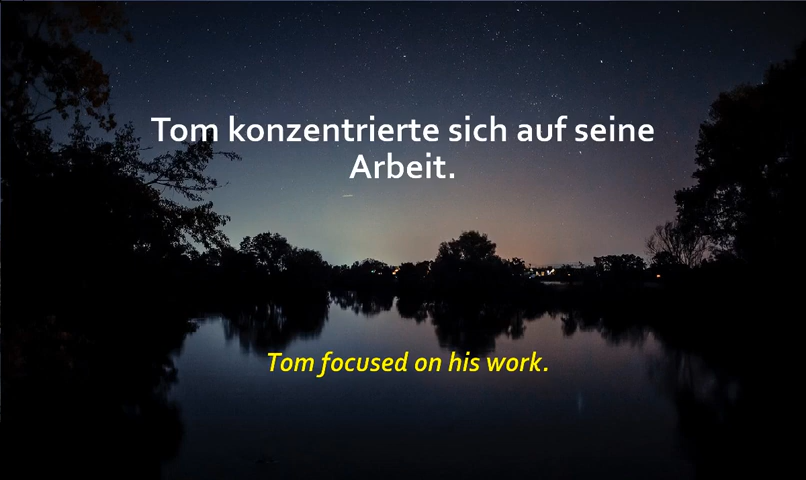 Tom konzentrierte sich auf seine
Arbeit.
Tom focused on his work.